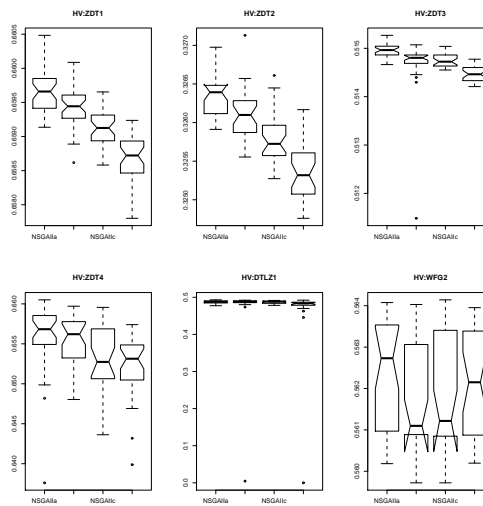 HV:ZDT1
0.6605
0.6600
0.6595
0.6590
0.6585
0.6580
NSGAIIa
NSGAIIc
HV:ZDT2
0.3270
0.3265
0.3260
0.3255
0.3250
NSGAIIa
NSGAIIc
HV:ZDT3
0.515
0.514
0.513
0.512
NSGAIIa
NSGAIIc
HV:ZDT4
0.660
0.655
0.650
0.645
0.640
NSGAIIa
NSGAIIc
HV:DTLZ1
0.5
0.4
0.3
0.2
0.1
0.0
NSGAIIa
NSGAIIc
HV:WFG2
0.564
0.563
0.562
0.561
0.560
NSGAIIa
NSGAIIc